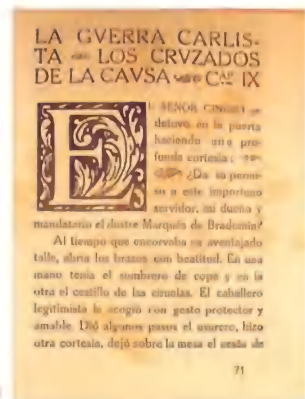 LA GVERRA CARLIS-
TA LOS CRVZADOS
DE LA CAVSA CAP. IX
EL SEÑOR GINERO se
detuvo en la puerta
haciendo una pro-
funda cortesía:
¿Da su permi-
so a este importuno
servidor, mi dueño y
mandatario el ilustre Marqués de Bradomín?
Al tiempo que encorvaba su aventajado
talle, abría los brazos con beatitud. En una
mano tenía el sombrero de copa y en la
otra el cestillo de las ciruelas. El caballero
legitimista le acogió con gesto protector y
amable. Dió algunos pasos el usurero, hizo
otra cortesía, dejó sobre la mesa el cesto de
71